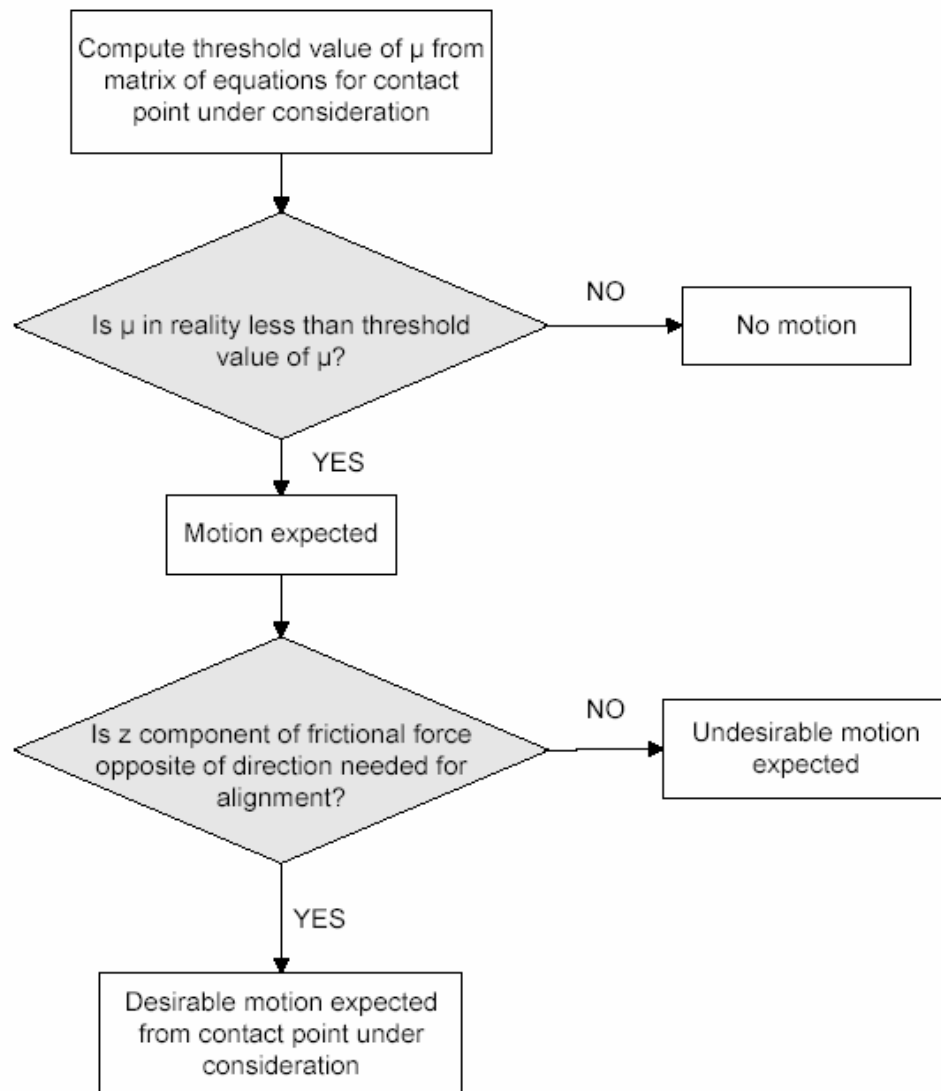 Compute threshold value of µ from
matrix of equations for contact
point under consideration
NO
Is µ in reality less than threshold
value of µ?
No motion
YES
Motion expected
NO
Is z component of frictional force
opposite of direction needed for
alignment?
Undesirable motion
expected
YES
Desirable motion expected
from contact point under
consideration